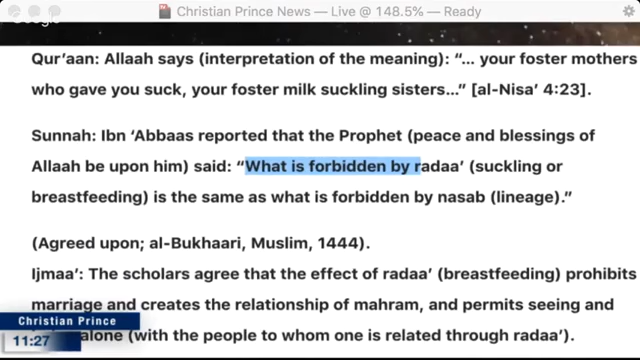 Christian Prince News — Live @ 148.5% — Ready
Qur'aan: Allaah says (interpretation of the meaning): “... your foster mothers
who gave you suck, your foster milk suckling sisters...” [al-Nisa’ 4:23].
Sunnah: Ibn ‘Abbaas reported that the Prophet (peace and blessings of
Allaah be upon him) said: “What is forbidden by radaa’ (suckling or
breastfeeding) is the same as what is forbidden by nasab (lineage).”
(Agreed upon; al-Bukhaari, Muslim, 1444).
Ijmaa‘: The scholars agree that the effect of radaa’ (breastfeeding) prohibits
marriage and creates the relationship of mahram, and permits seeing and
alone (with the people to whom one is related through radaa’).
Christian Prince
11:27